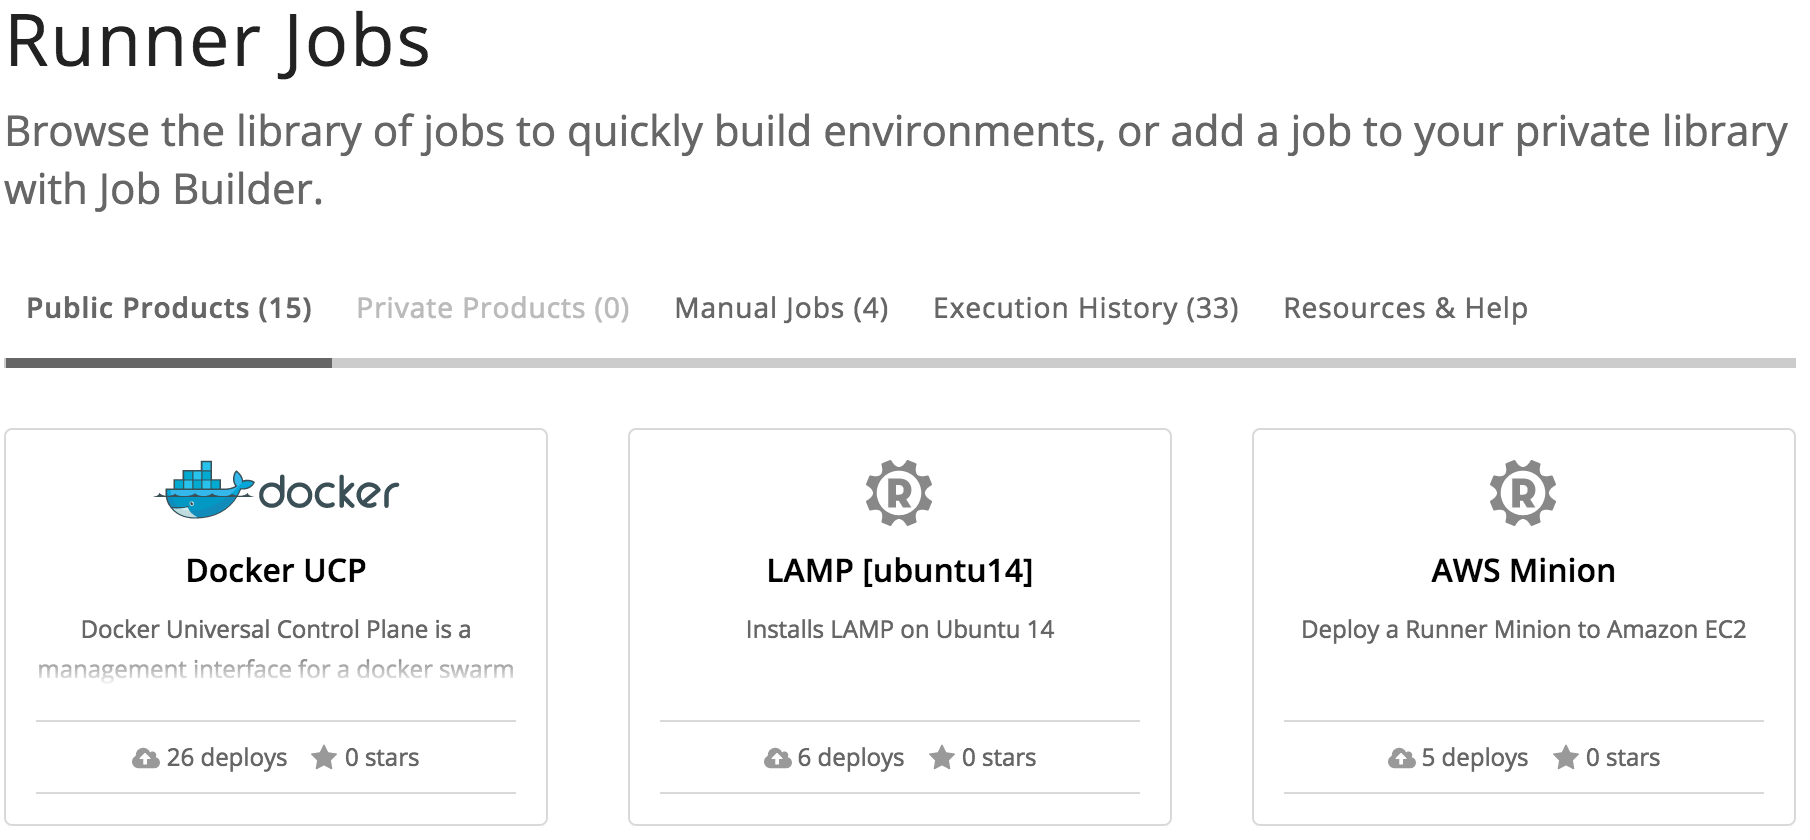 Runner Jobs
Browse the library of jobs to quickly build environments, or add a job to your private library
with Job Builder.
Public Products (15) Private Products (0) Manual Jobs (4) Execution History (33) Resources & Help
docker
Docker UCP
Docker Universal Control Plane is a
management interface for a docker swarm
26 deploys 0 stars
R
LAMP [ubuntu14]
Installs LAMP on Ubuntu 14
6 deploys 0 stars
R
AWS Minion
Deploy a Runner Minion to Amazon EC2
5 deploys 0 stars